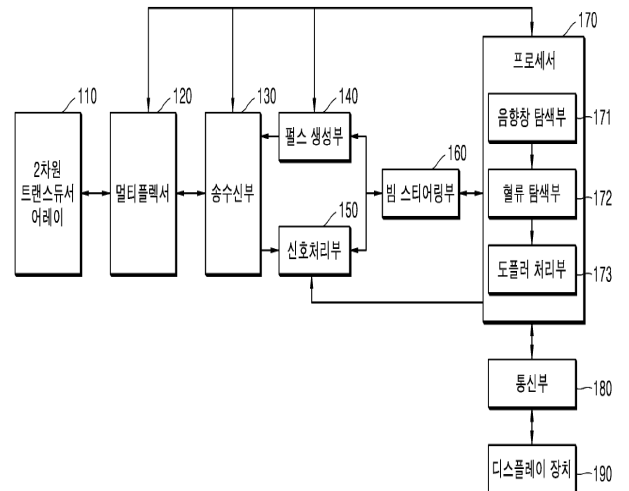 110
120
130
140
170
2차원
트랜스듀서
어레이
멀티플렉서
송수신부
펄스 생성부
150
신호처리부
160
빔 스티어링부
프로세서
음향창 탐색부
171
혈류 탐색부
172
도플러 처리부
173
통신부
180
디스플레이 장치
190